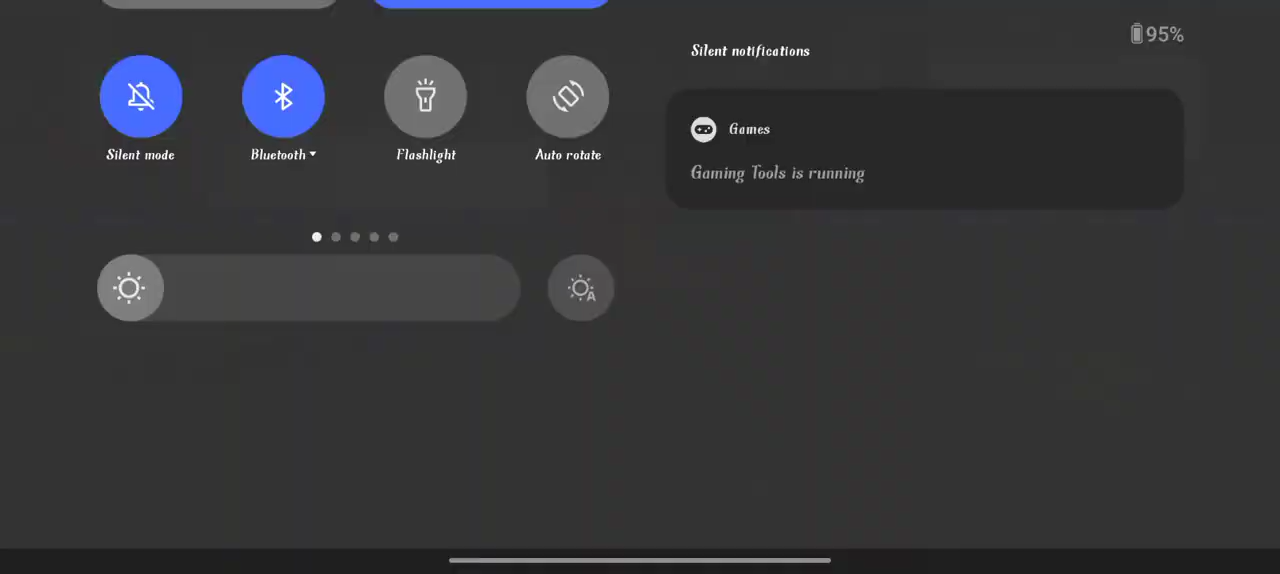 95%
Silent notifications
Games
Gaming Tools is running
Silent mode
Bluetooth
Flashlight
Auto rotate
A